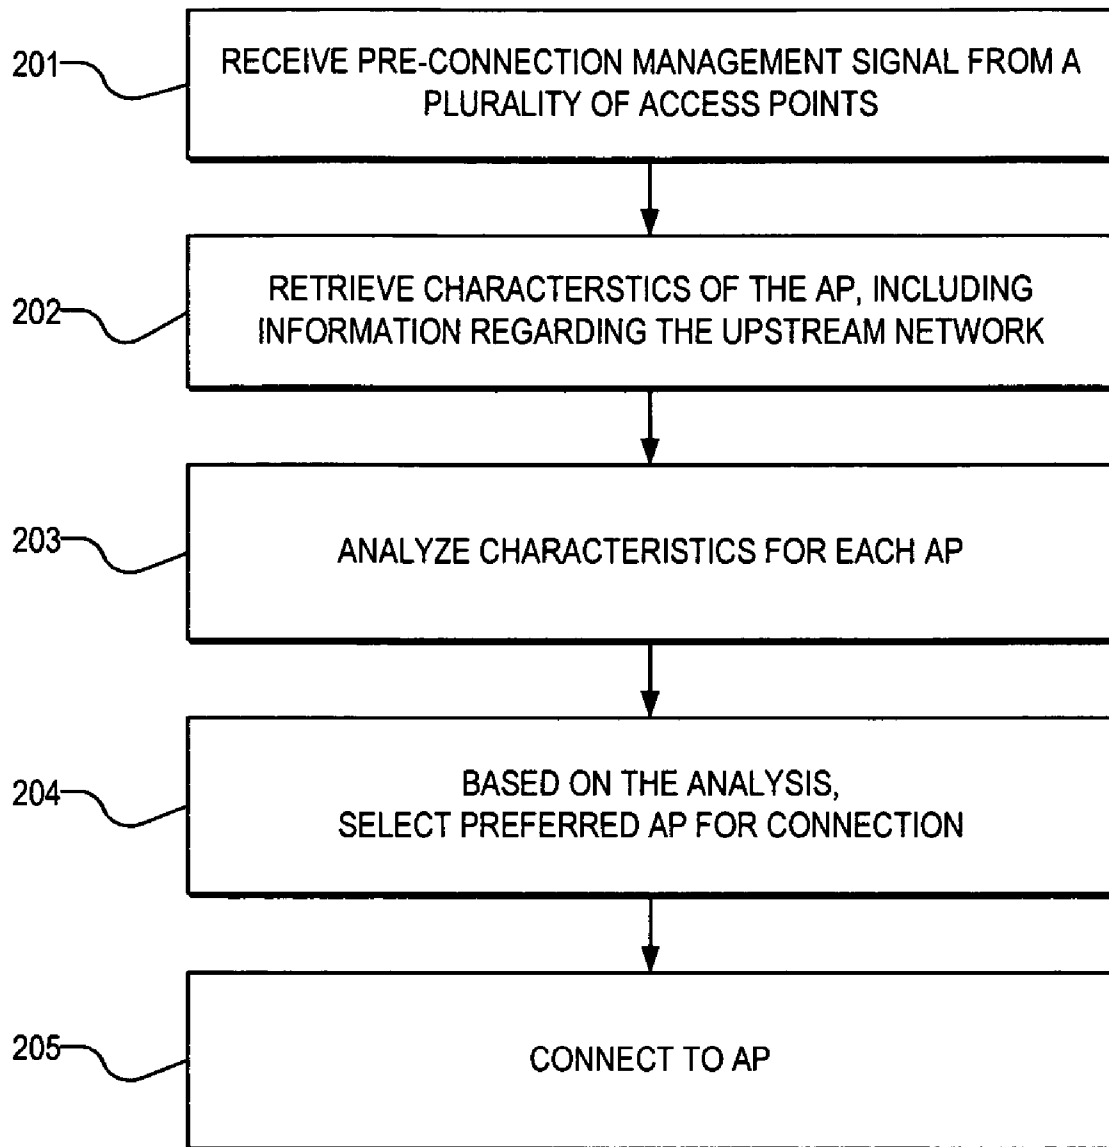 201
RECEIVE PRE-CONNECTION MANAGEMENT SIGNAL FROM A
PLURALITY OF ACCESS POINTS
202
RETRIEVE CHARACTERSTICS OF THE AP, INCLUDING
INFORMATION REGARDING THE UPSTREAM NETWORK
203
ANALYZE CHARACTERISTICS FOR EACH AP
204
BASED ON THE ANALYSIS,
SELECT PREFERRED AP FOR CONNECTION
205
CONNECT TO AP